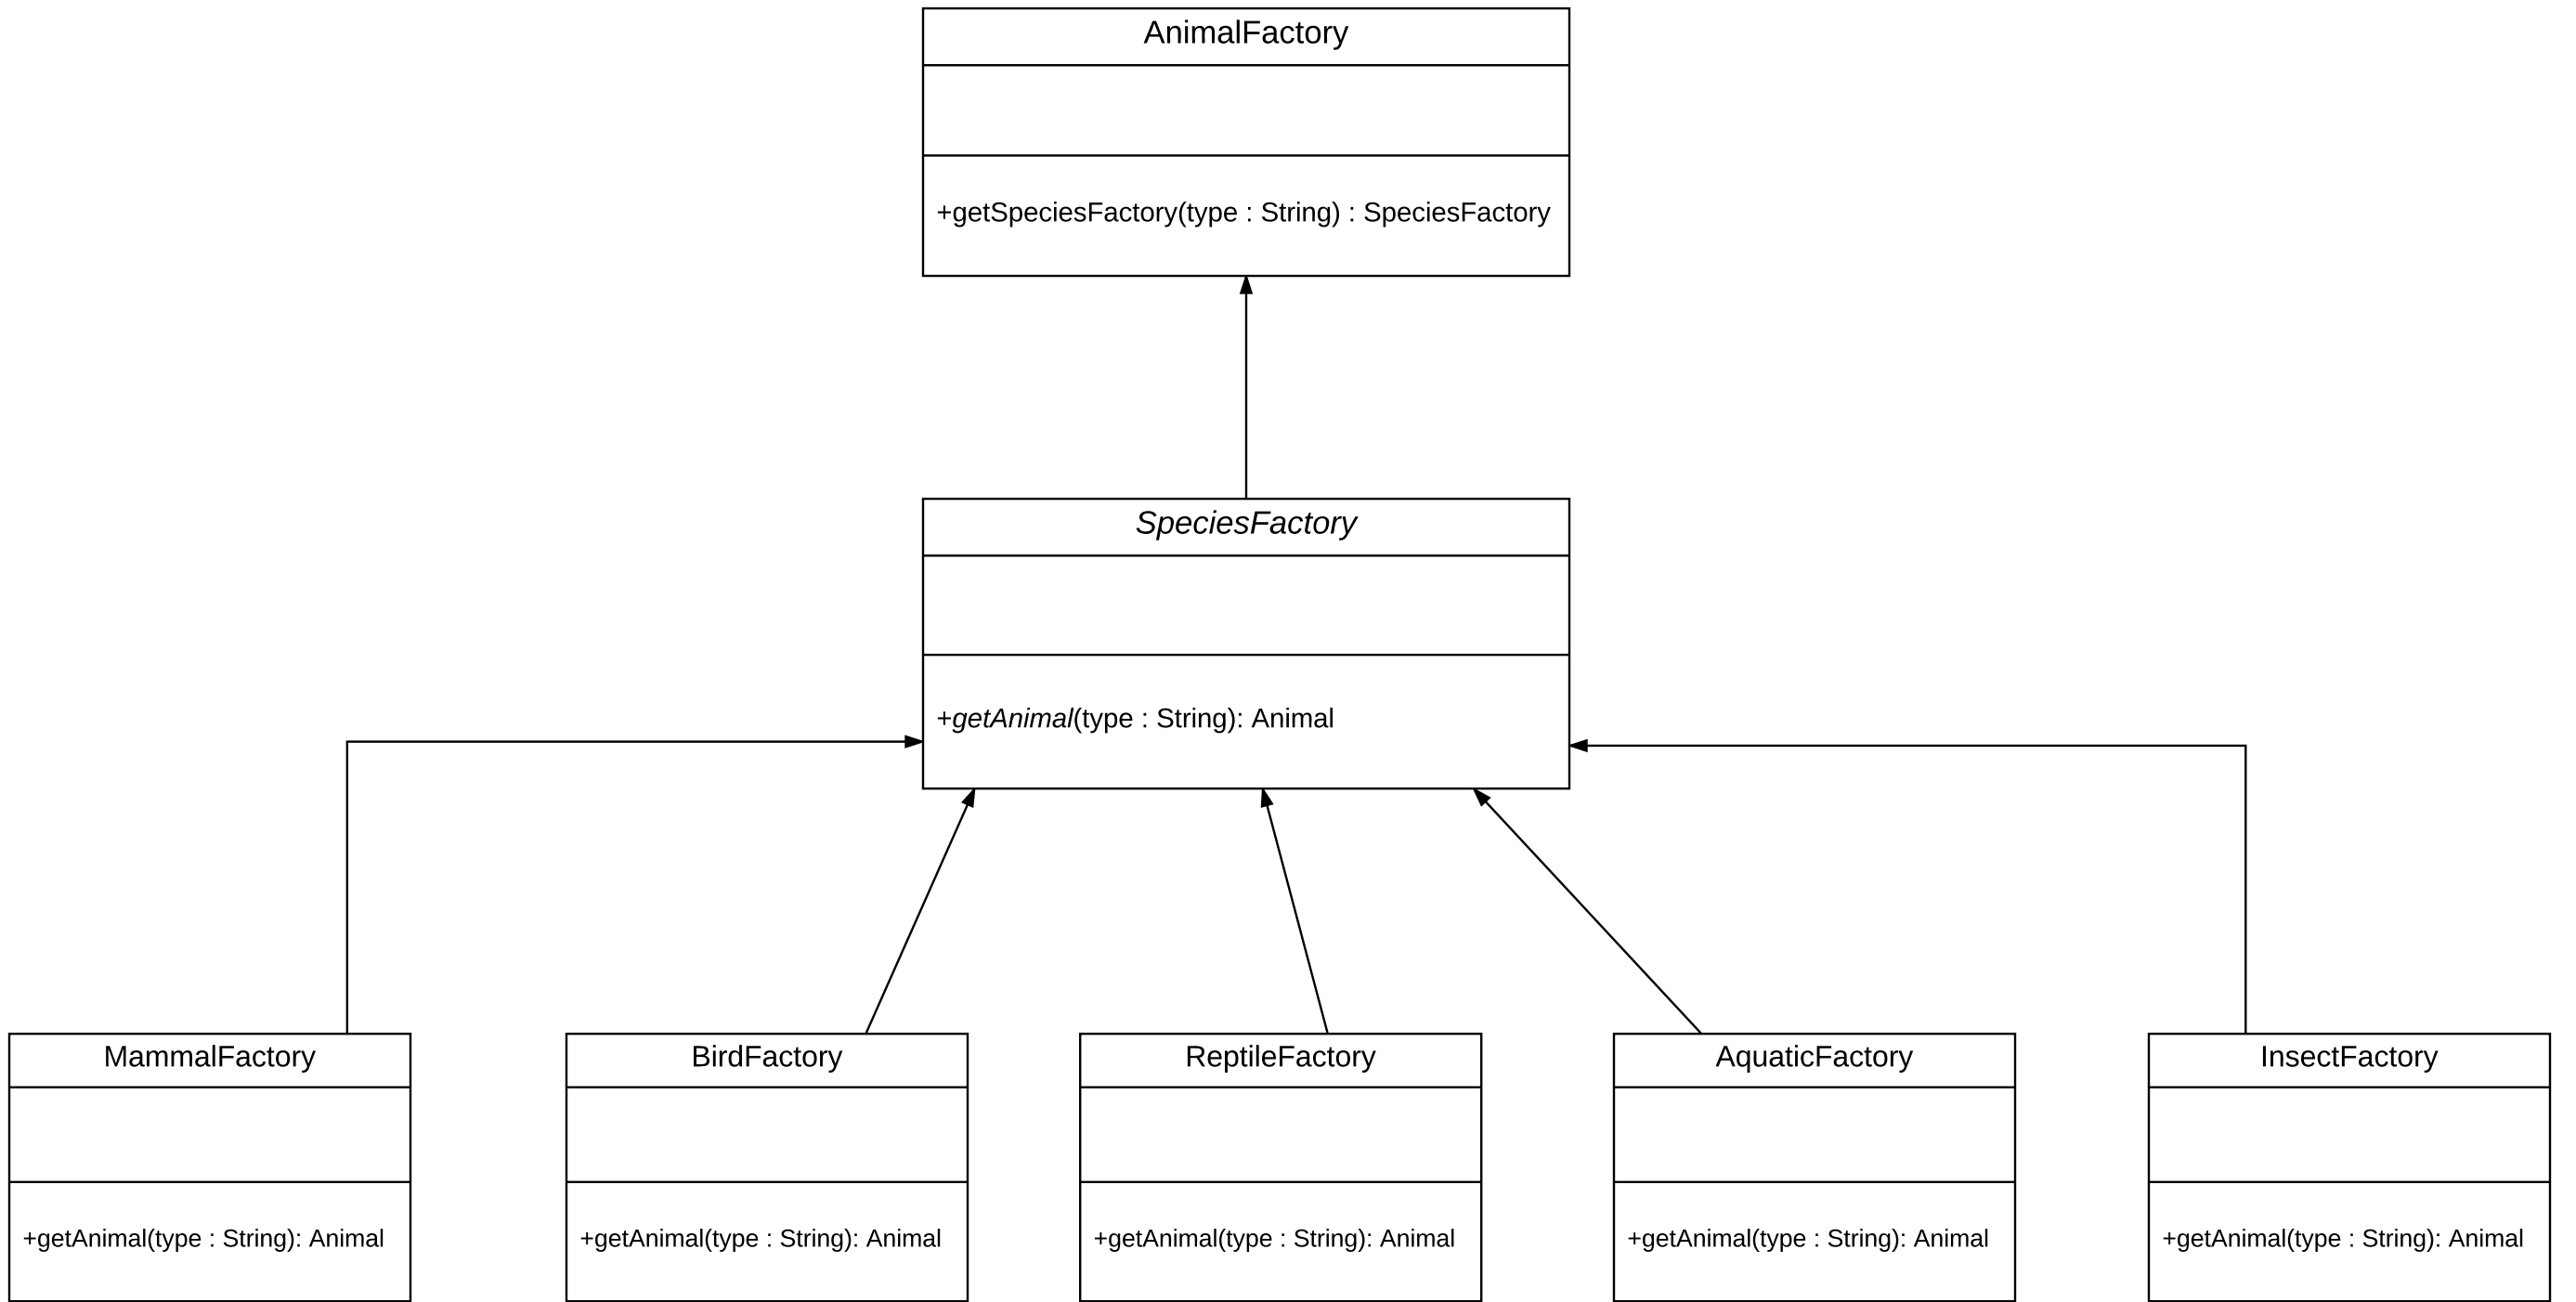 AnimalFactory
+getSpeciesFactory(type : String) : SpeciesFactory
SpeciesFactory
+getAnimal(type : String): Animal
MammalFactory
+getAnimal(type : String): Animal
BirdFactory
+getAnimal(type : String): Animal
ReptileFactory
+getAnimal(type : String): Animal
AquaticFactory
+getAnimal(type : String): Animal
InsectFactory
+getAnimal(type : String): Animal